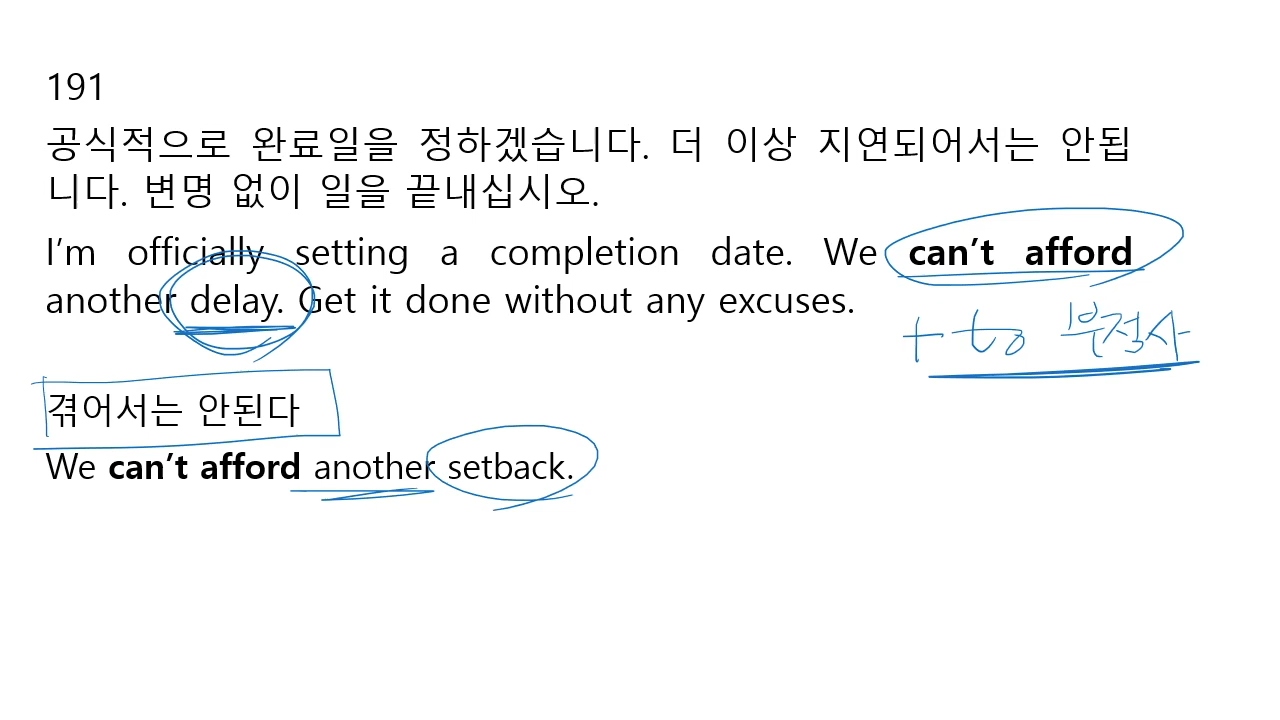 191
공식적으로 완료일을 정하겠습니다. 더 이상 지연되어서는 안됩
니다. 변명 없이 일을 끝내십시오.
I’m officially setting a completion date. We can’t afford
another delay. Get it done without any excuses.
+ to 부정사
겪어서는 안된다
We can’t afford another setback.